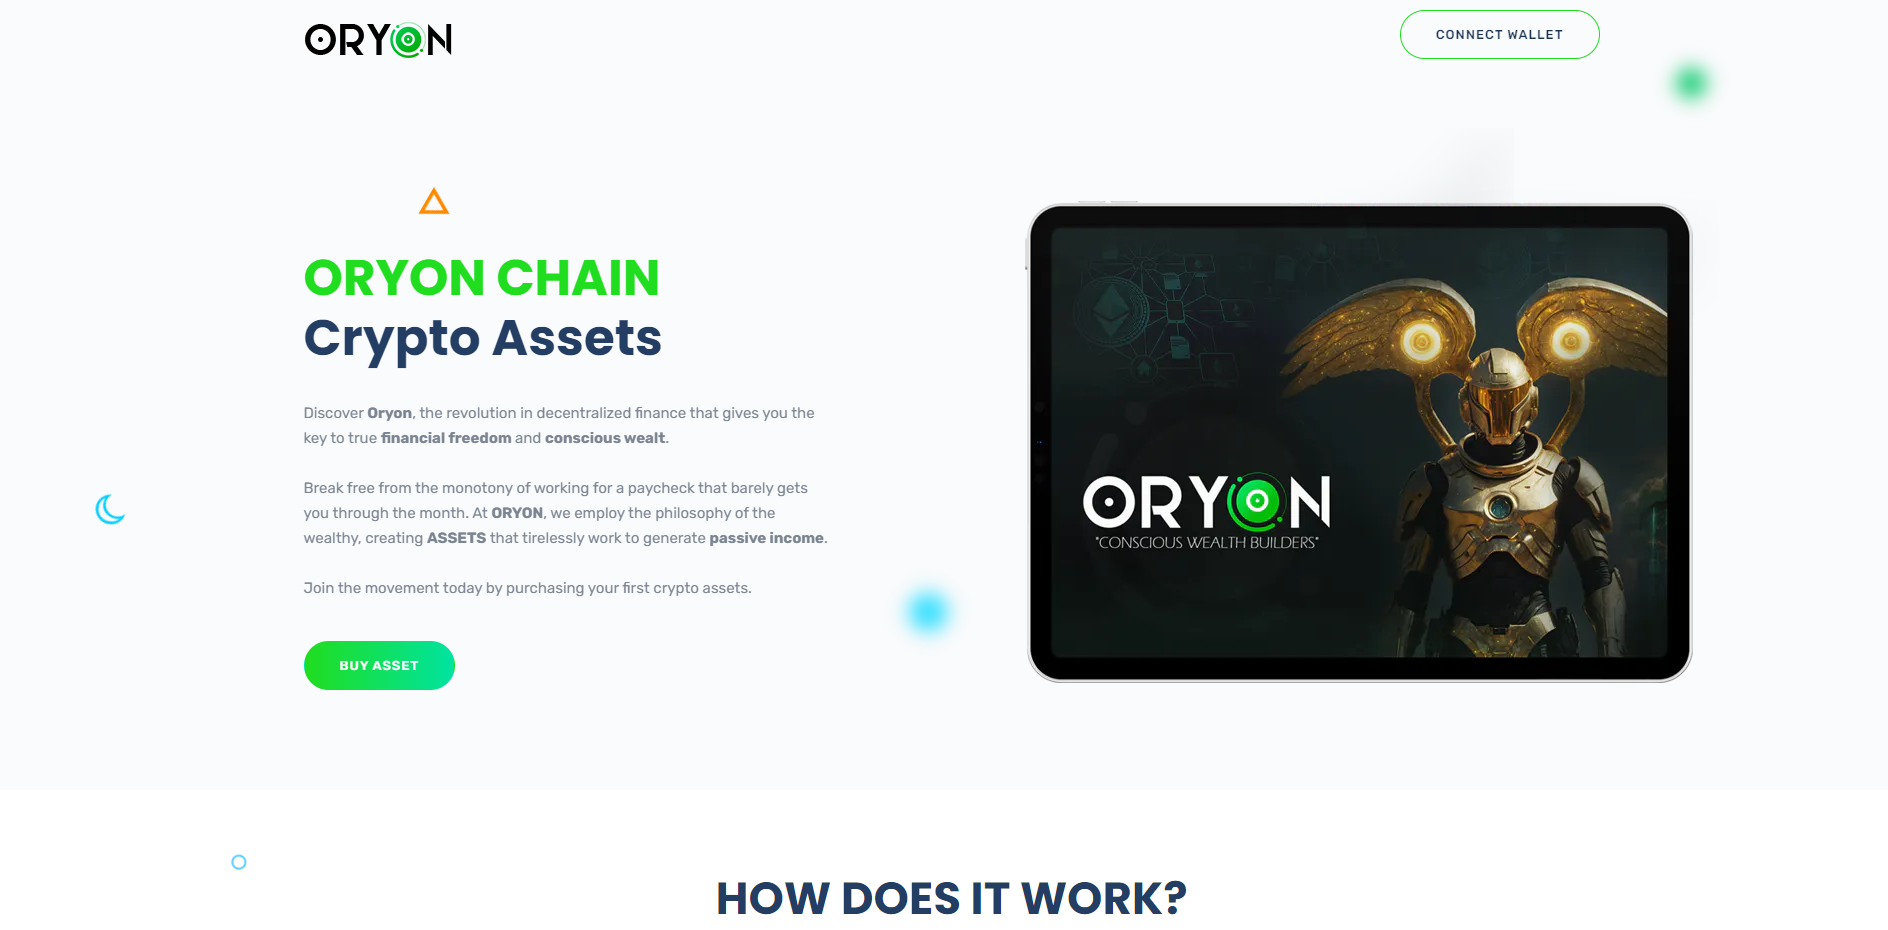 ORYON
CONNECT WALLET
ORYON CHAIN
Crypto Assets
Discover Oryon, the revolution in decentralized finance that gives you the
key to true financial freedom and conscious wealt.
Break free from the monotony of working for a paycheck that barely gets
you through the month. At ORYON, we employ the philosophy of the
wealthy, creating ASSETS that tirelessly work to generate passive income.
Join the movement today by purchasing your first crypto assets.
BUY ASSET
ORYON
"CONSCIOUS WEALTH BUILDERS"
HOW DOES IT WORK?